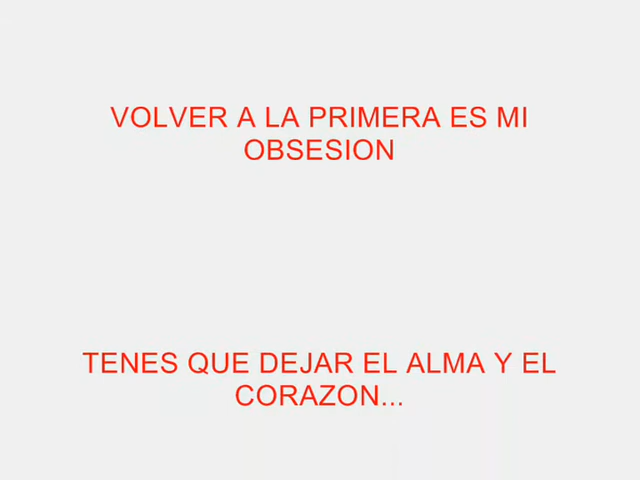 VOLVER A LA PRIMERA ES MI
OBSESION
TENES QUE DEJAR EL ALMA Y EL
CORAZON...